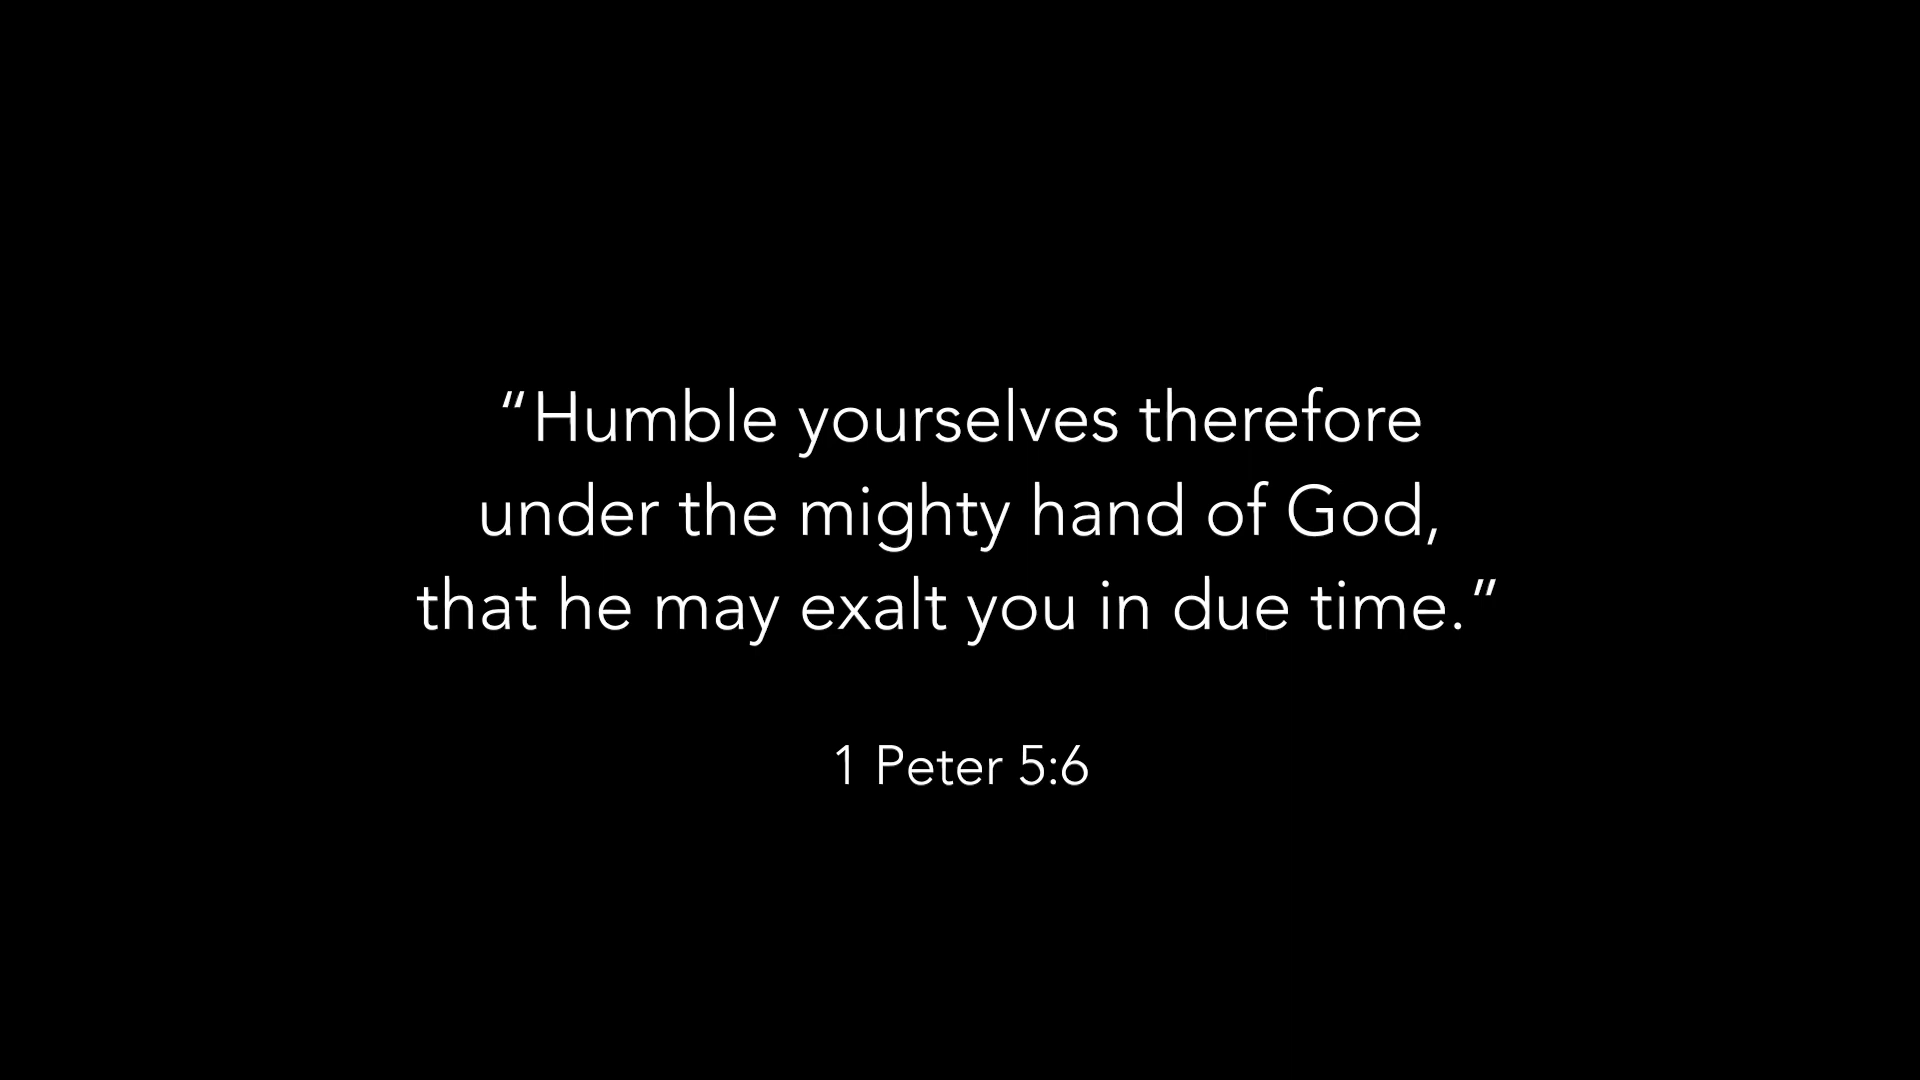 “Humble yourselves therefore
under the mighty hand of God,
that he may exalt you in due time.”
1 Peter 5:6